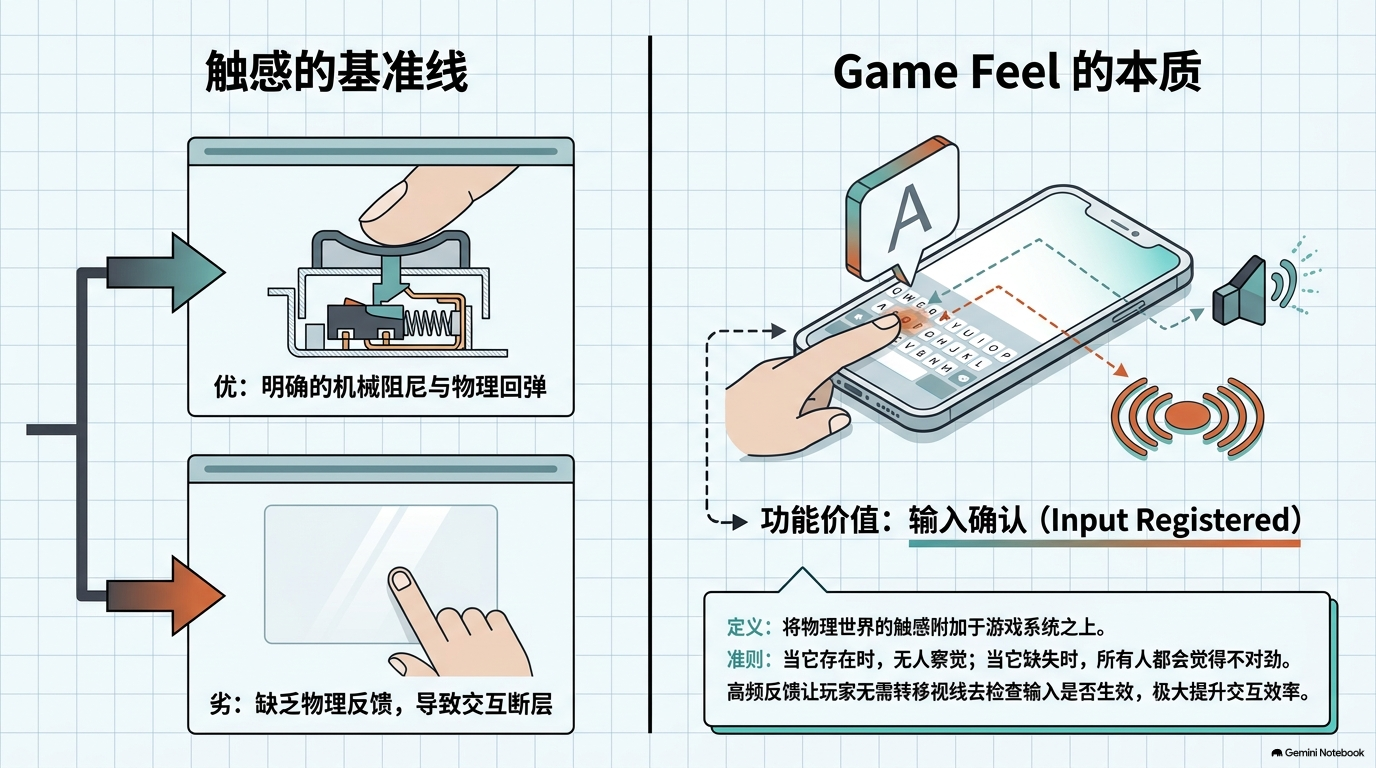 触感的基准线
优：明确的机械阻尼与物理回弹
劣：缺乏物理反馈，导致交互断层
Game Feel 的本质
A
功能价值：输入确认（Input Registered）
定义：将物理世界的触感附加于游戏系统之上。
准则：当它存在时，无人察觉；当它缺失时，所有人都会觉得不对劲。
高频反馈让玩家无需转移视线去检查输入是否生效，极大提升交互效率。
Gemini Notebook